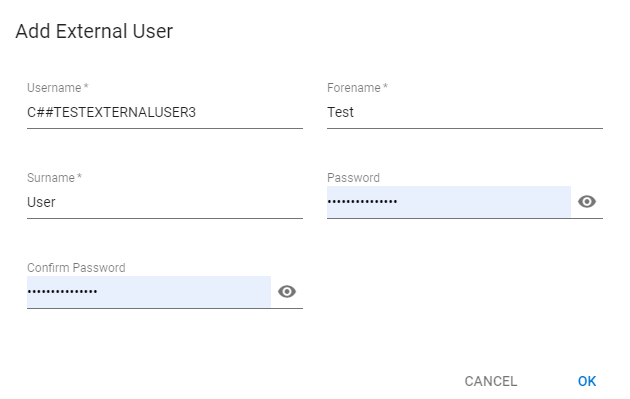 Add External User
Username *
Forename *
C##TESTEXTERNALUSER3
Test
Surname *
Password
User
•••••••••••••••
Confirm Password
•••••••••••••••
CANCEL
OK